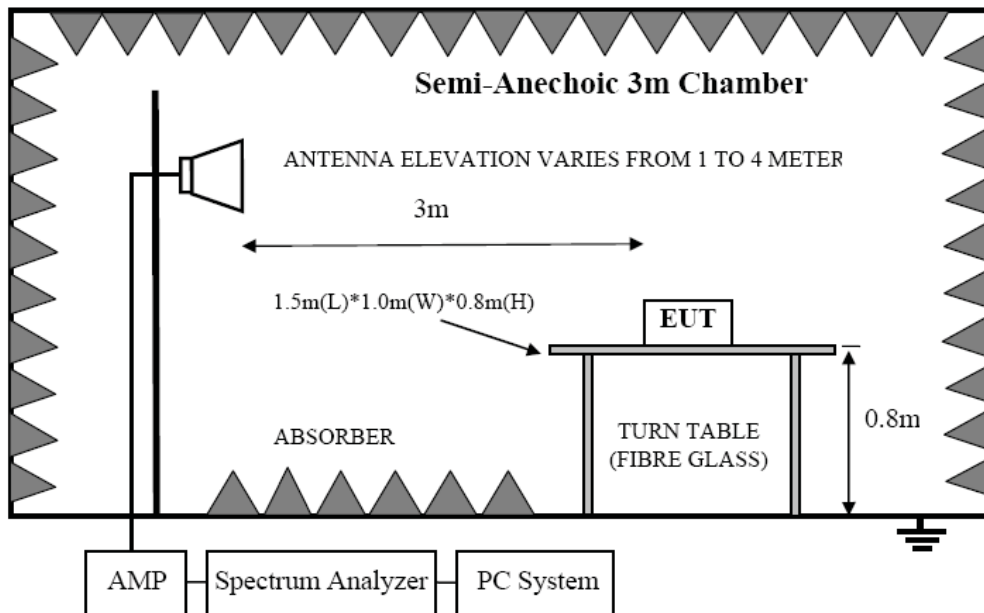 Semi-Anechoic 3m Chamber
ANTENNA ELEVATION VARIES FROM 1 TO 4 METER
3m
1.5m(L)*1.0m(W)*0.8m(H)
EUT
0.8m
ABSORBER
TURN TABLE
(FIBRE GLASS)
AMP
Spectrum Analyzer
PC System